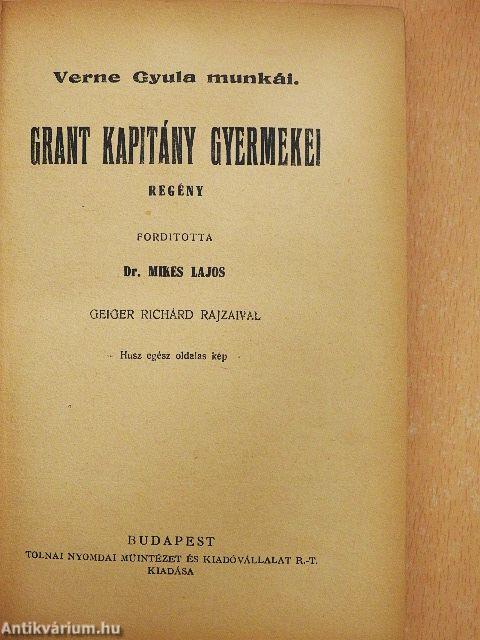 Verne Gyula munkái.
GRANT KAPITÁNY GYERMEKEI
REGÉNY
FORDITOTTA
Dr. MIKES LAJOS
GEIGER RICHÁRD RAJZAIVAL
Husz egész oldalas kép
BUDAPEST
TOLNAI NYOMDAI MŰINTÉZET ÉS KIADÓVÁLLALAT R.-T.
KIADÁSA
Antikvárium.hu